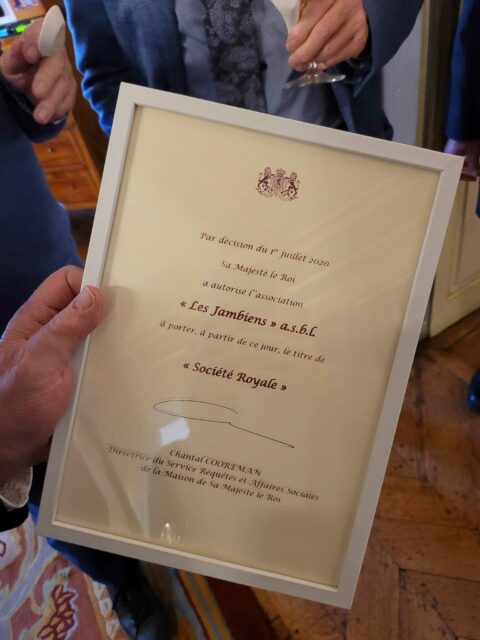 Par décision du 1er juillet 2020
Sa Majesté le Roi
a autorisé l'association
« Les Jambiens » a.s.b.l.
à porter, à partir de ce jour, le titre de
« Société Royale »
Chantal COOREMAN
Directrice du Service Requêtes et Affaires Sociales
de la Maison de Sa Majesté le Roi